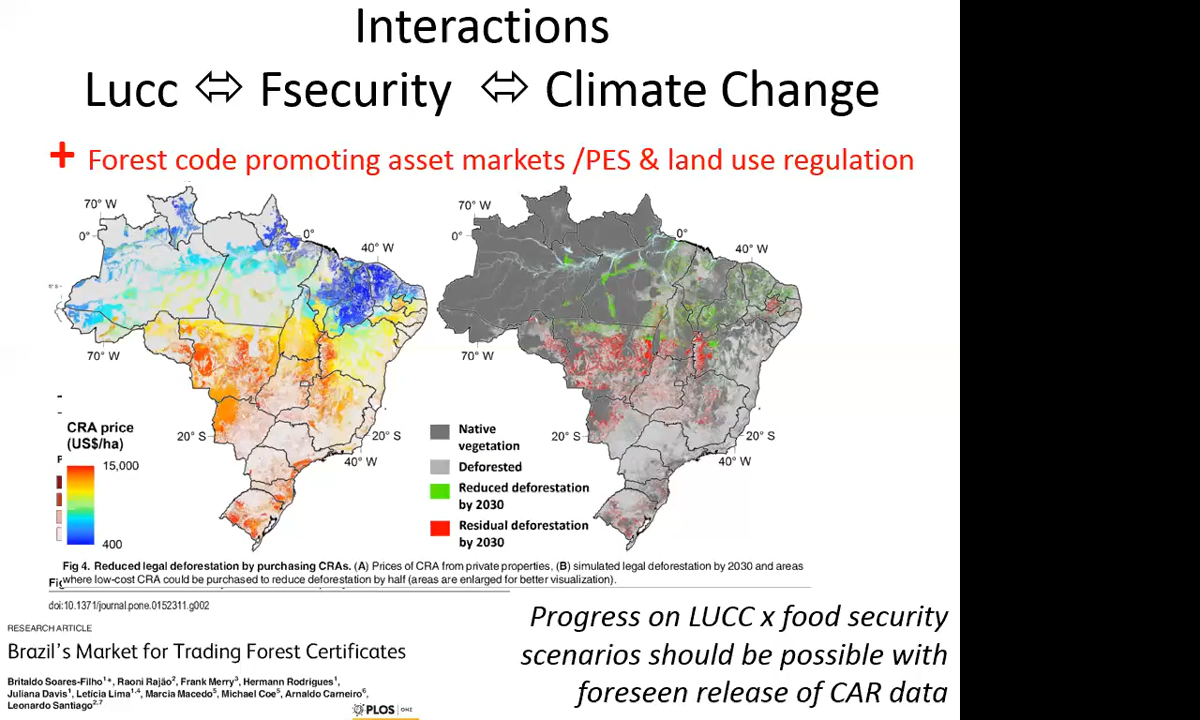 Interactions
Lucc ⬄ Fsecurity ⬄ Climate Change
+ Forest code promoting asset markets /PES & land use regulation
70° W
0°
0°
40° W
70° W
20° S
20° S
40° W
CRA price
(US$/ha)
15,000
400
70° W
0°
0°
40° W
70° W
20° S
20° S
40° W
Native
vegetation
Deforested
Reduced deforestation
by 2030
Residual deforestation
by 2030
Fig 4. Reduced legal deforestation by purchasing CRAs. (A) Prices of CRA from private properties, (B) simulated legal deforestation by 2030 and areas
where low-cost CRA could be purchased to reduce deforestation by half (areas are enlarged for better visualization).
doi:10.1371/journal.pone.0152311.g002
RESEARCH ARTICLE
Brazil's Market for Trading Forest Certificates
Britaldo Soares-Filho1*, Raoni Rajão2, Frank Merry3, Hermann Rodrigues1,
Juliana Davis1, Letícia Lima1,4, Marcia Macedo5, Michael Coe5, Arnaldo Carneiro6,
Leonardo Santiago2,7
PLOS | ONE
Progress on LUCC x food security
scenarios should be possible with
foreseen release of CAR data